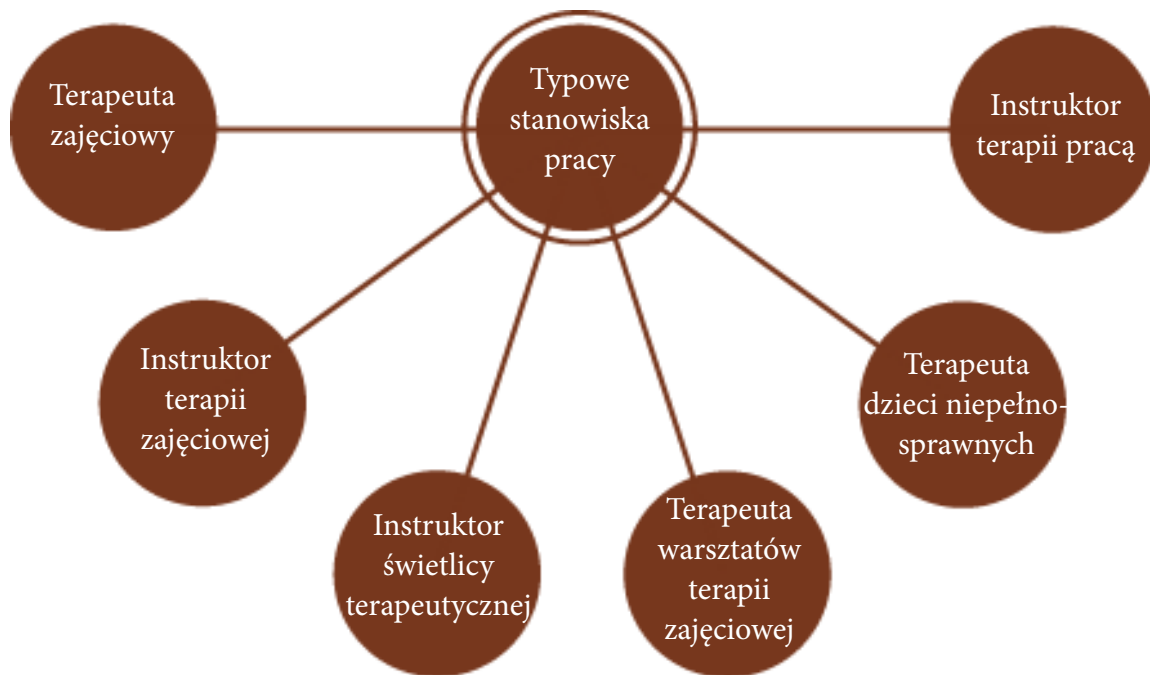 Typowe
stanowiska
pracy
Terapeuta
zajęciowy
Instruktor
terapii
zajęciowej
Instruktor
świetlicy
terapeutycznej
Terapeuta
warsztatów
terapii
zajęciowej
Terapeuta
dzieci niepełno-
sprawnych
Instruktor
terapii pracą